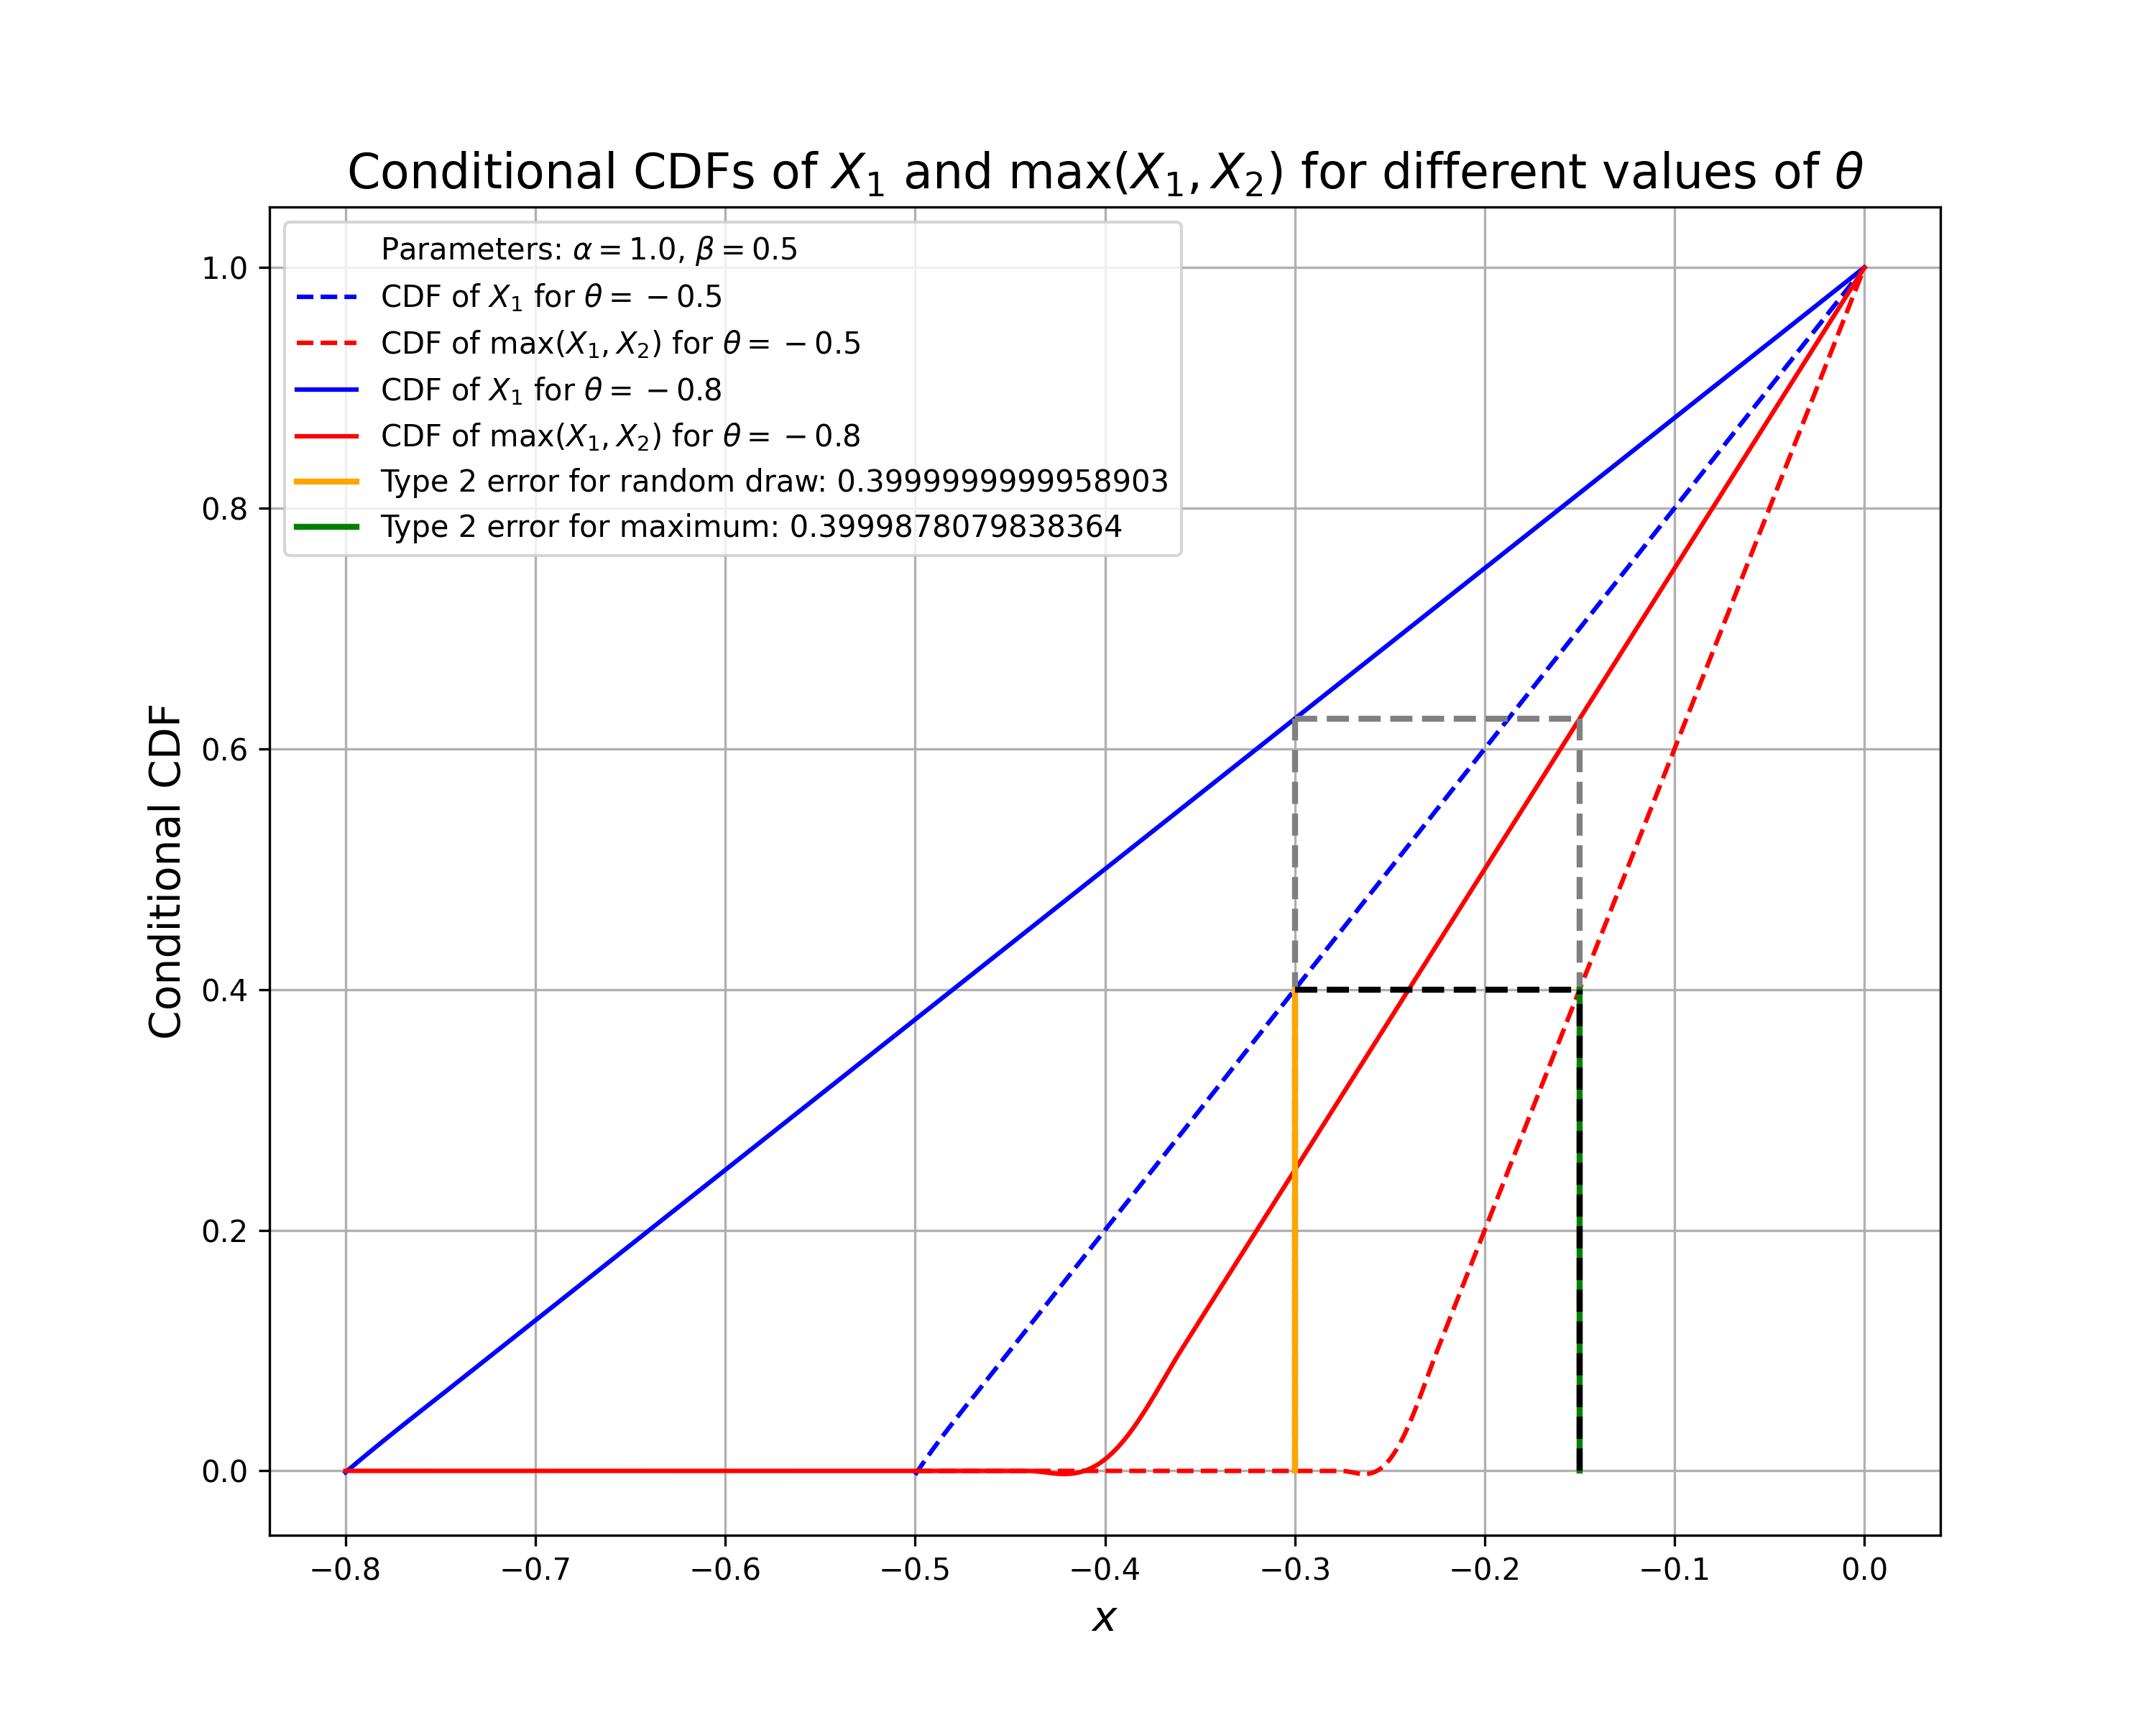 Conditional CDFs of X₁ and max(X₁, X₂) for different values of θ
Parameters: α = 1.0, β = 0.5
CDF of X₁ for θ = −0.5
CDF of max(X₁, X₂) for θ = −0.5
CDF of X₁ for θ = −0.8
CDF of max(X₁, X₂) for θ = −0.8
Type 2 error for random draw: 0.3999999999958903
Type 2 error for maximum: 0.3999878079838364
Conditional CDF
1.0
0.8
0.6
0.4
0.2
0.0
−0.8 −0.7 −0.6 −0.5 −0.4 −0.3 −0.2 −0.1 0.0
x